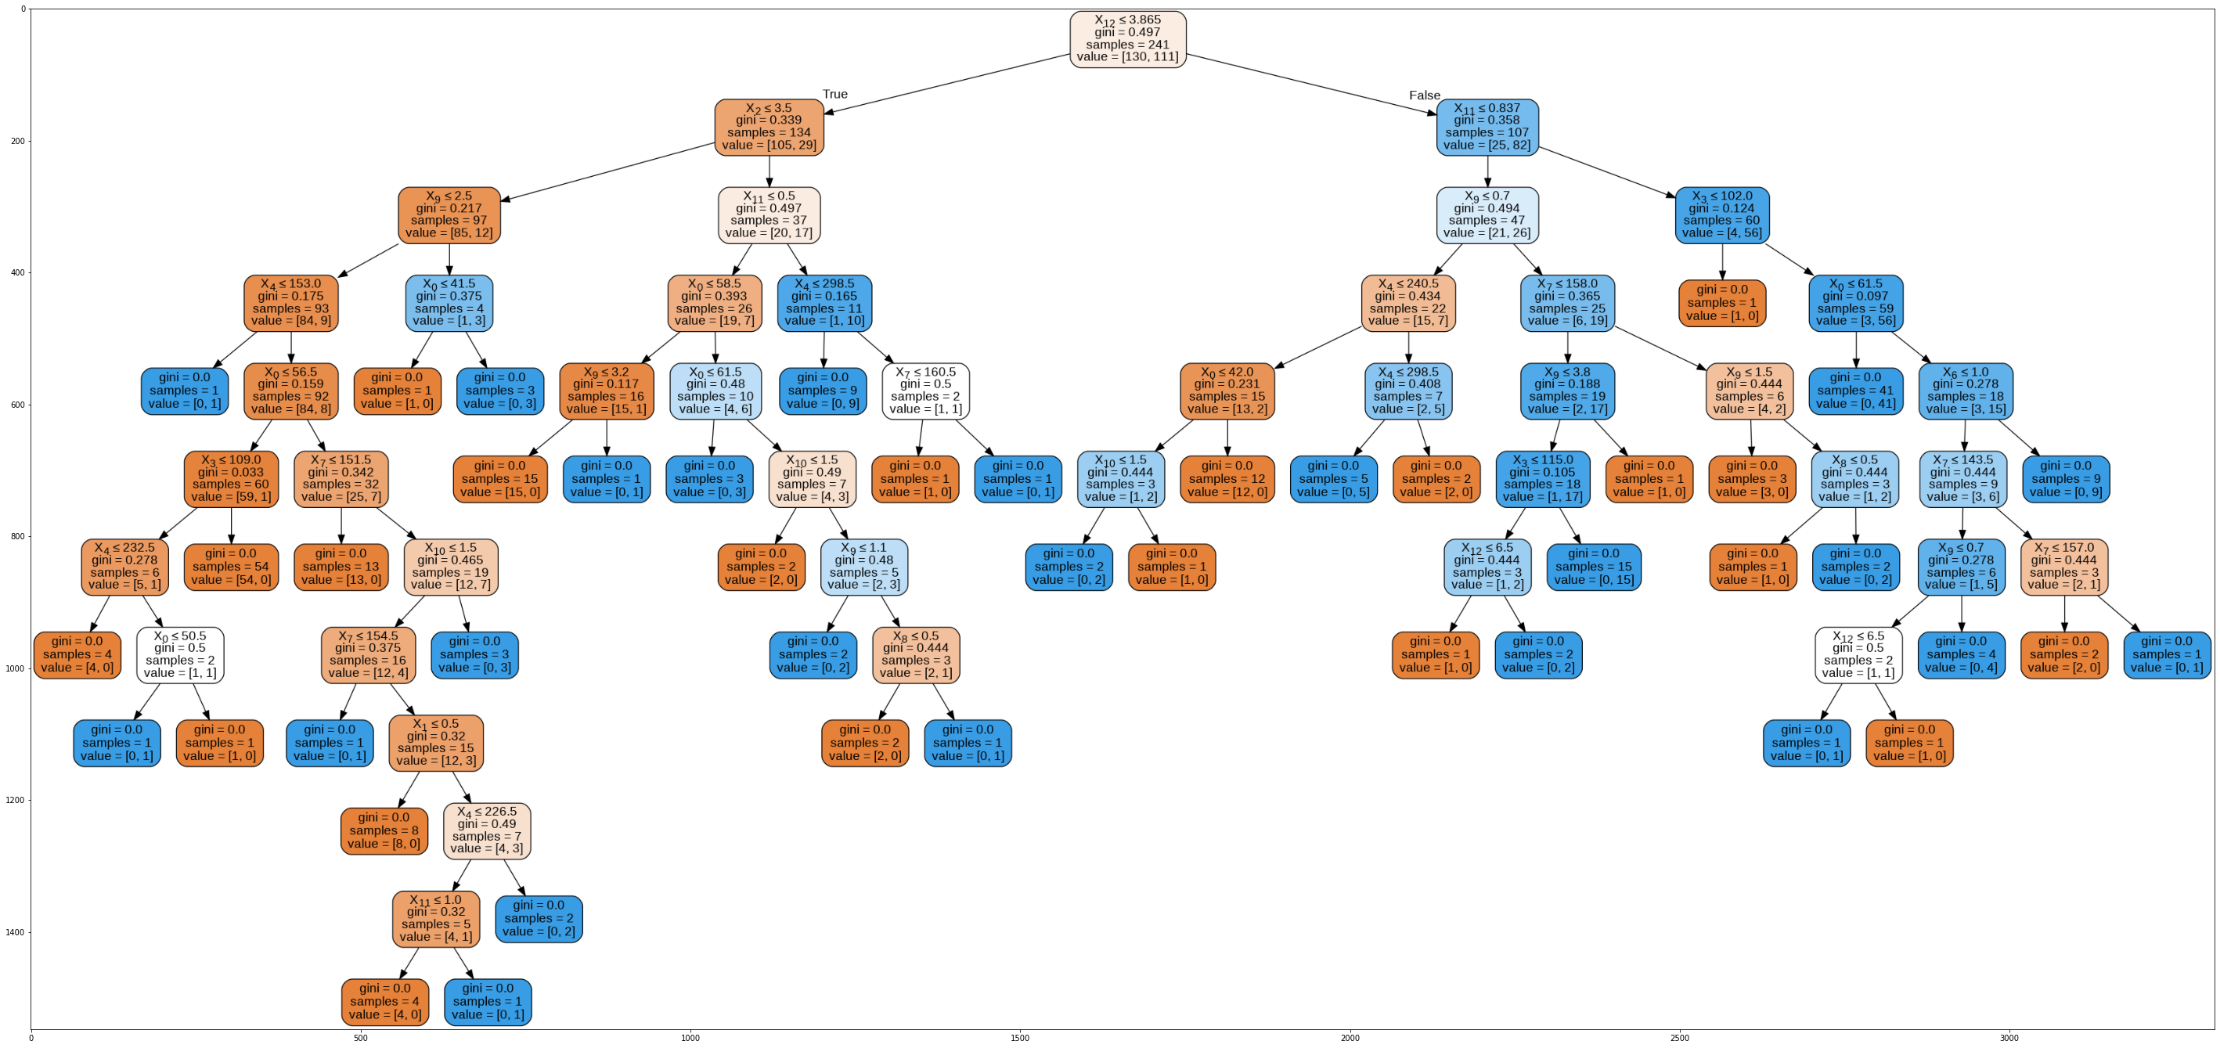 0
X12 ≤ 3.865
gini = 0.497
samples = 241
value = [130, 111]
True
False
X2 ≤ 3.5
gini = 0.339
samples = 134
value = [105, 29]
X11 ≤ 0.837
gini = 0.358
samples = 107
value = [25, 82]
200
X9 ≤ 2.5
gini = 0.217
samples = 97
value = [85, 12]
X11 ≤ 0.5
gini = 0.497
samples = 37
value = [20, 17]
X9 ≤ 0.7
gini = 0.494
samples = 47
value = [21, 26]
X3 ≤ 102.0
gini = 0.124
samples = 60
value = [4, 56]
400
X4 ≤ 153.0
gini = 0.175
samples = 93
value = [84, 9]
X0 ≤ 41.5
gini = 0.375
samples = 4
value = [1, 3]
X0 ≤ 58.5
gini = 0.393
samples = 26
value = [19, 7]
X4 ≤ 298.5
gini = 0.165
samples = 11
value = [1, 10]
X4 ≤ 240.5
gini = 0.434
samples = 22
value = [15, 7]
X7 ≤ 158.0
gini = 0.365
samples = 25
value = [6, 19]
gini = 0.0
samples = 1
value = [1, 0]
X0 ≤ 61.5
gini = 0.097
samples = 59
value = [3, 56]
600
gini = 0.0
samples = 1
value = [0, 1]
X0 ≤ 56.5
gini = 0.159
samples = 92
value = [84, 8]
gini = 0.0
samples = 1
value = [1, 0]
gini = 0.0
samples = 3
value = [0, 3]
X9 ≤ 3.2
gini = 0.117
samples = 16
value = [15, 1]
X0 ≤ 61.5
gini = 0.48
samples = 10
value = [4, 6]
gini = 0.0
samples = 9
value = [0, 9]
X7 ≤ 160.5
gini = 0.5
samples = 2
value = [1, 1]
X0 ≤ 42.0
gini = 0.231
samples = 15
value = [13, 2]
X4 ≤ 298.5
gini = 0.408
samples = 7
value = [2, 5]
X9 ≤ 3.8
gini = 0.188
samples = 19
value = [2, 17]
X9 ≤ 1.5
gini = 0.444
samples = 6
value = [4, 2]
gini = 0.0
samples = 41
value = [0, 41]
X6 ≤ 1.0
gini = 0.278
samples = 18
value = [3, 15]
X3 ≤ 109.0
gini = 0.033
samples = 60
value = [59, 1]
X7 ≤ 151.5
gini = 0.342
samples = 32
value = [25, 7]
gini = 0.0
samples = 15
value = [15, 0]
gini = 0.0
samples = 1
value = [0, 1]
gini = 0.0
samples = 3
value = [0, 3]
X10 ≤ 1.5
gini = 0.49
samples = 7
value = [4, 3]
gini = 0.0
samples = 1
value = [1, 0]
gini = 0.0
samples = 1
value = [0, 1]
X10 ≤ 1.5
gini = 0.444
samples = 3
value = [1, 2]
gini = 0.0
samples = 12
value = [12, 0]
gini = 0.0
samples = 5
value = [0, 5]
gini = 0.0
samples = 2
value = [2, 0]
X3 ≤ 115.0
gini = 0.105
samples = 18
value = [1, 17]
gini = 0.0
samples = 1
value = [1, 0]
gini = 0.0
samples = 3
value = [3, 0]
X8 ≤ 0.5
gini = 0.444
samples = 3
value = [1, 2]
X7 ≤ 143.5
gini = 0.444
samples = 9
value = [3, 6]
gini = 0.0
samples = 9
value = [0, 9]
800
X4 ≤ 232.5
gini = 0.278
samples = 6
value = [5, 1]
gini = 0.0
samples = 54
value = [54, 0]
gini = 0.0
samples = 13
value = [13, 0]
X10 ≤ 1.5
gini = 0.465
samples = 19
value = [12, 7]
gini = 0.0
samples = 2
value = [2, 0]
X9 ≤ 1.1
gini = 0.48
samples = 5
value = [2, 3]
gini = 0.0
samples = 2
value = [0, 2]
gini = 0.0
samples = 1
value = [1, 0]
X12 ≤ 6.5
gini = 0.444
samples = 3
value = [1, 2]
gini = 0.0
samples = 15
value = [0, 15]
gini = 0.0
samples = 1
value = [1, 0]
gini = 0.0
samples = 2
value = [0, 2]
X9 ≤ 0.7
gini = 0.278
samples = 6
value = [1, 5]
X7 ≤ 157.0
gini = 0.444
samples = 3
value = [2, 1]
1000
gini = 0.0
samples = 4
value = [4, 0]
X0 ≤ 50.5
gini = 0.5
samples = 2
value = [1, 1]
X7 ≤ 154.5
gini = 0.375
samples = 16
value = [12, 4]
gini = 0.0
samples = 3
value = [0, 3]
gini = 0.0
samples = 2
value = [0, 2]
X8 ≤ 0.5
gini = 0.444
samples = 3
value = [2, 1]
gini = 0.0
samples = 1
value = [1, 0]
gini = 0.0
samples = 2
value = [0, 2]
X12 ≤ 6.5
gini = 0.5
samples = 2
value = [1, 1]
gini = 0.0
samples = 4
value = [0, 4]
gini = 0.0
samples = 2
value = [2, 0]
gini = 0.0
samples = 1
value = [0, 1]
gini = 0.0
samples = 1
value = [0, 1]
gini = 0.0
samples = 1
value = [1, 0]
gini = 0.0
samples = 1
value = [0, 1]
X1 ≤ 0.5
gini = 0.32
samples = 15
value = [12, 3]
gini = 0.0
samples = 2
value = [2, 0]
gini = 0.0
samples = 1
value = [0, 1]
gini = 0.0
samples = 1
value = [0, 1]
gini = 0.0
samples = 1
value = [1, 0]
1200
gini = 0.0
samples = 8
value = [8, 0]
X4 ≤ 226.5
gini = 0.49
samples = 7
value = [4, 3]
1400
X11 ≤ 1.0
gini = 0.32
samples = 5
value = [4, 1]
gini = 0.0
samples = 2
value = [0, 2]
gini = 0.0
samples = 4
value = [4, 0]
gini = 0.0
samples = 1
value = [0, 1]
0 500 1000 1500 2000 2500 3000